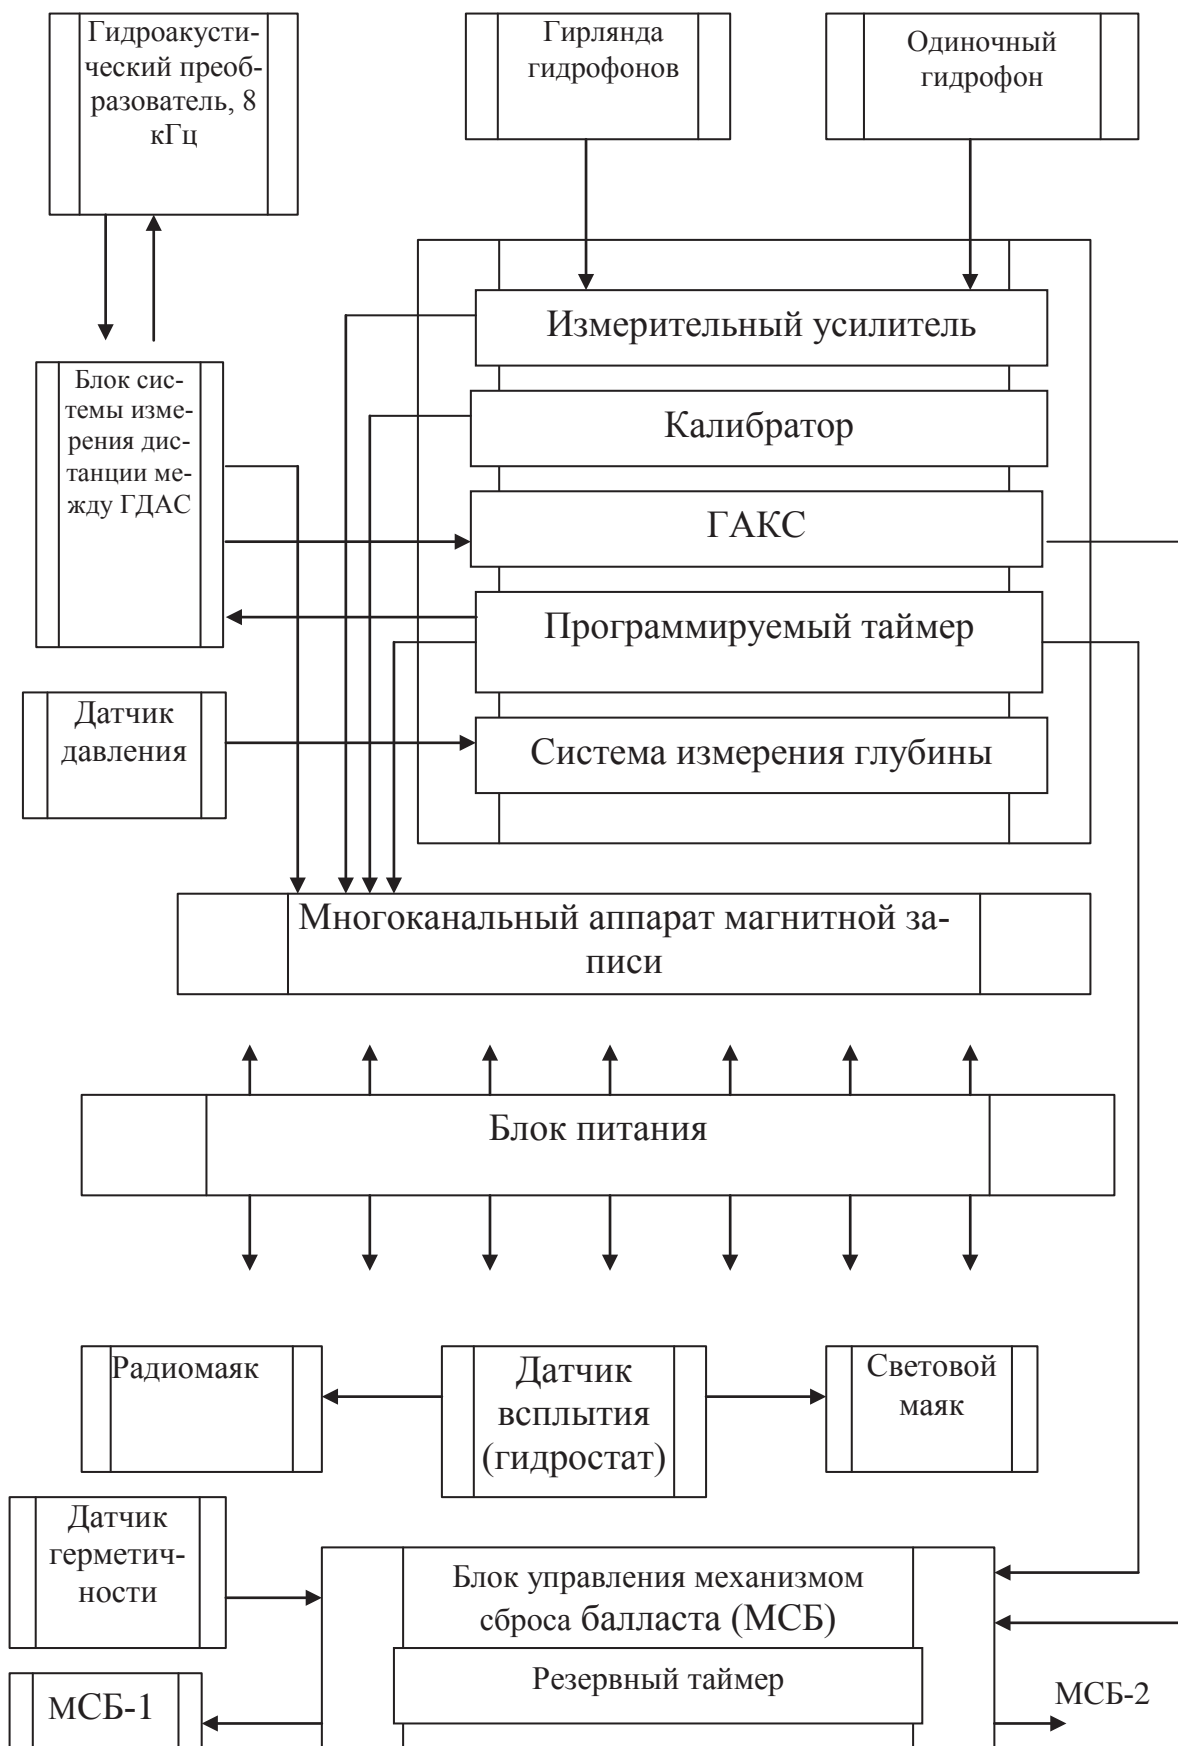 Гидроакусти-
ческий преоб-
разователь, 8
кГц
Гирлянда
гидрофонов
Одиночный
гидрофон
Измерительный усилитель
Калибратор
ГАКС
Программируемый таймер
Система измерения глубины
Блок сис-
темы изме-
рения дис-
танции ме-
жду ГДАС
Датчик
давления
Многоканальный аппарат магнитной за-
писи
Блок питания
Радиомаяк
Датчик
всплытия
(гидростат)
Световой
маяк
Датчик
герметич-
ности
Блок управления механизмом
сброса балласта (МСБ)
Резервный таймер
МСБ-1
МСБ-2